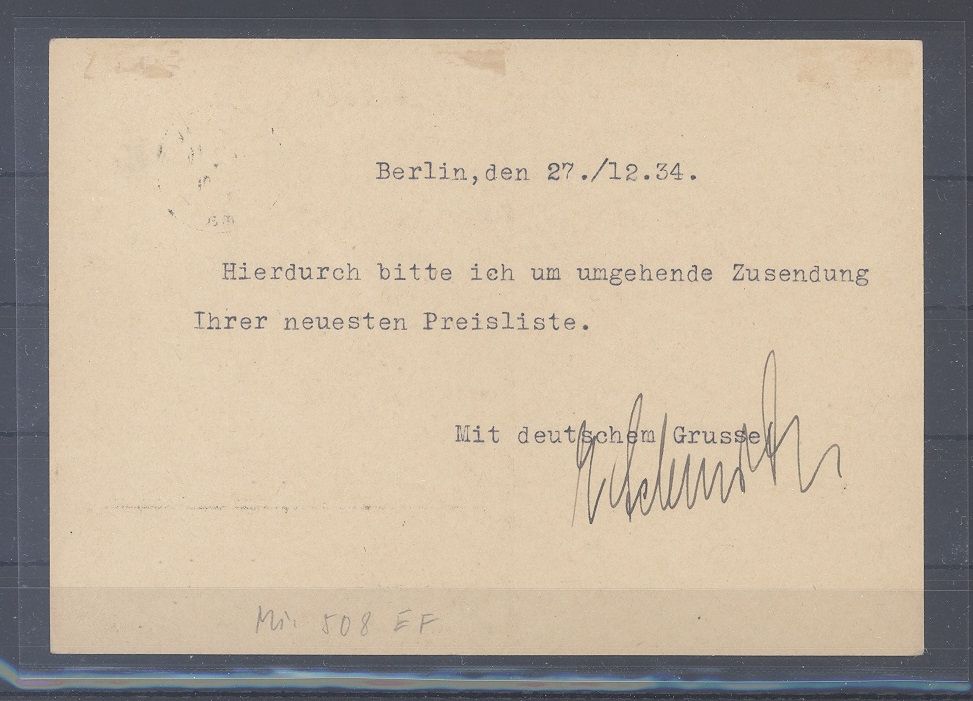 Berlin,den 27./12.34.
Hierdurch bitte ich um umgehende Zusendung
Ihrer neuesten Preisliste.
Mit deutschem Grusse
Mi. 508 EF